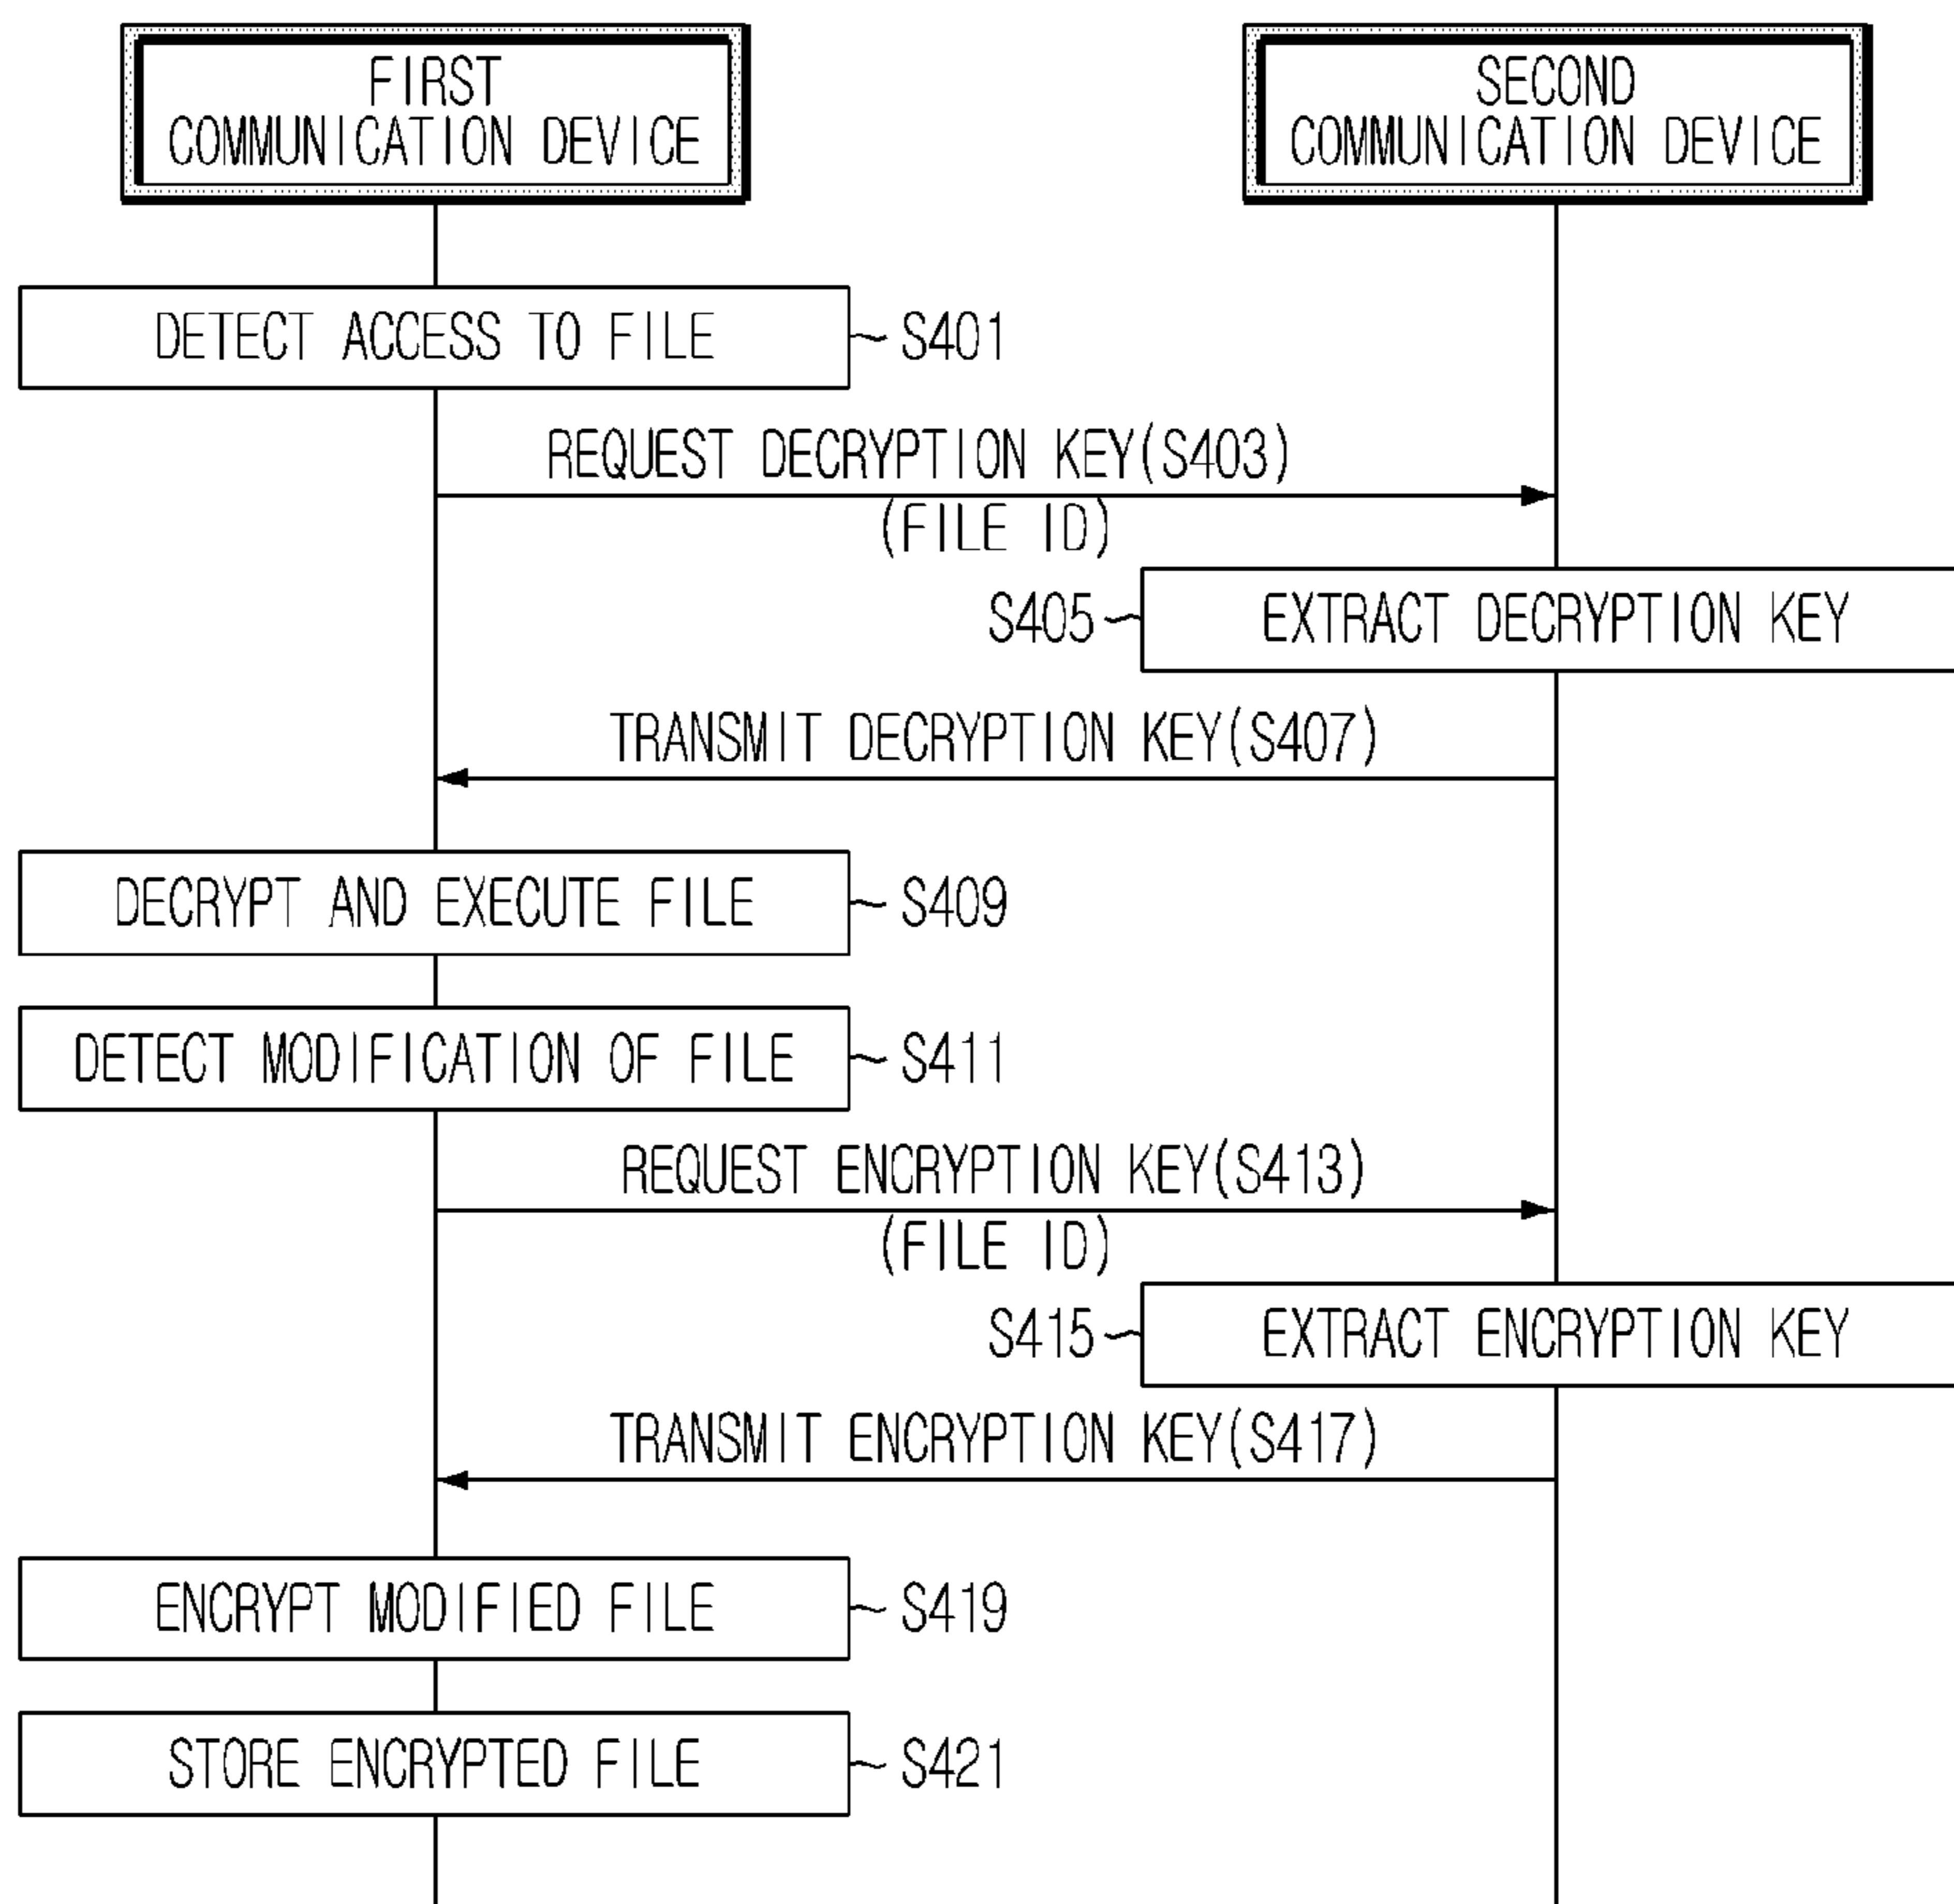 FIRST
COMMUNICATION DEVICE
SECOND
COMMUNICATION DEVICE
DETECT ACCESS TO FILE
S401
REQUEST DECRYPTION KEY(S403)
(FILE ID)
S405
EXTRACT DECRYPTION KEY
TRANSMIT DECRYPTION KEY(S407)
DECRYPT AND EXECUTE FILE
S409
DETECT MODIFICATION OF FILE
S411
REQUEST ENCRYPTION KEY(S413)
(FILE ID)
S415
EXTRACT ENCRYPTION KEY
TRANSMIT ENCRYPTION KEY(S417)
ENCRYPT MODIFIED FILE
S419
STORE ENCRYPTED FILE
S421